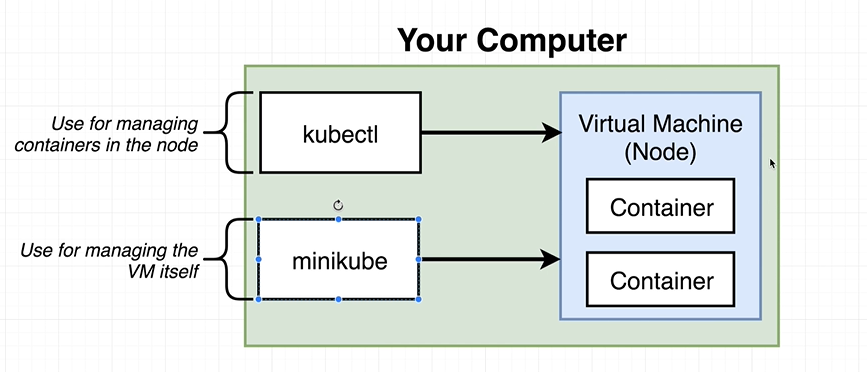 Your Computer
Use for managing
containers in the node
kubectl
Virtual Machine
(Node)
Container
Use for managing the
VM itself
minikube
Container